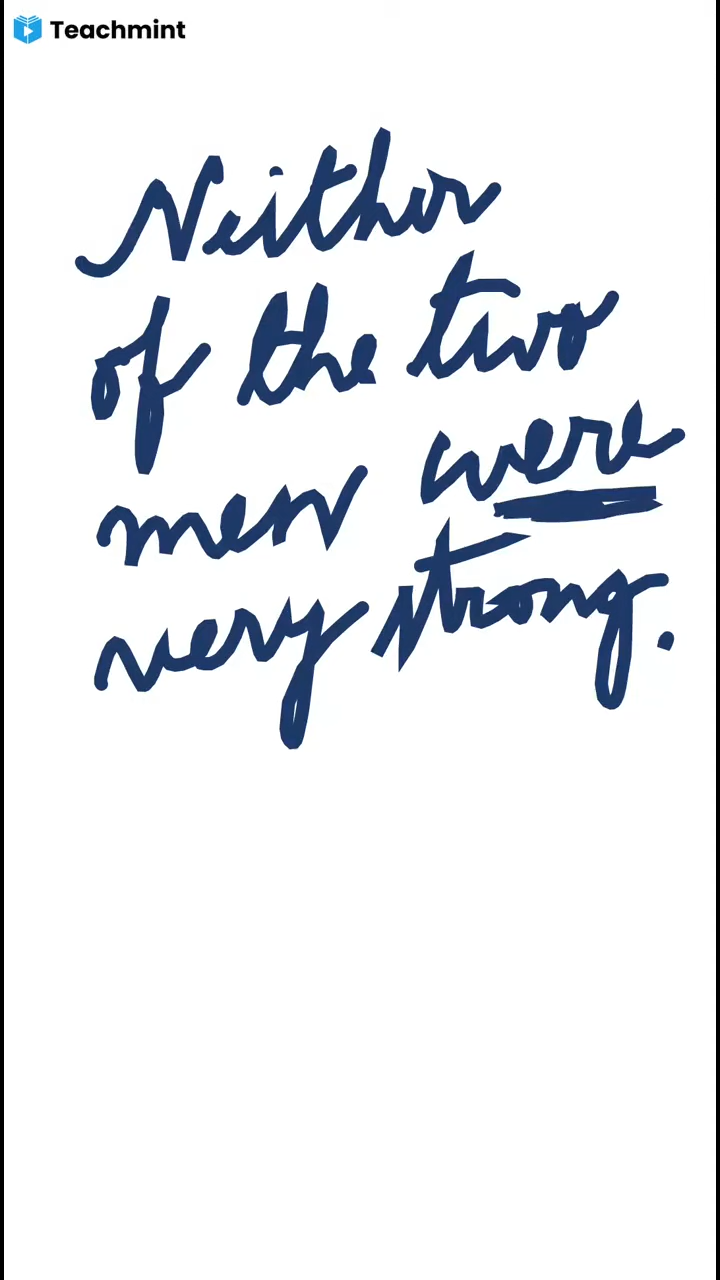 Teachmint
Neither
of the two
men were
very strong.